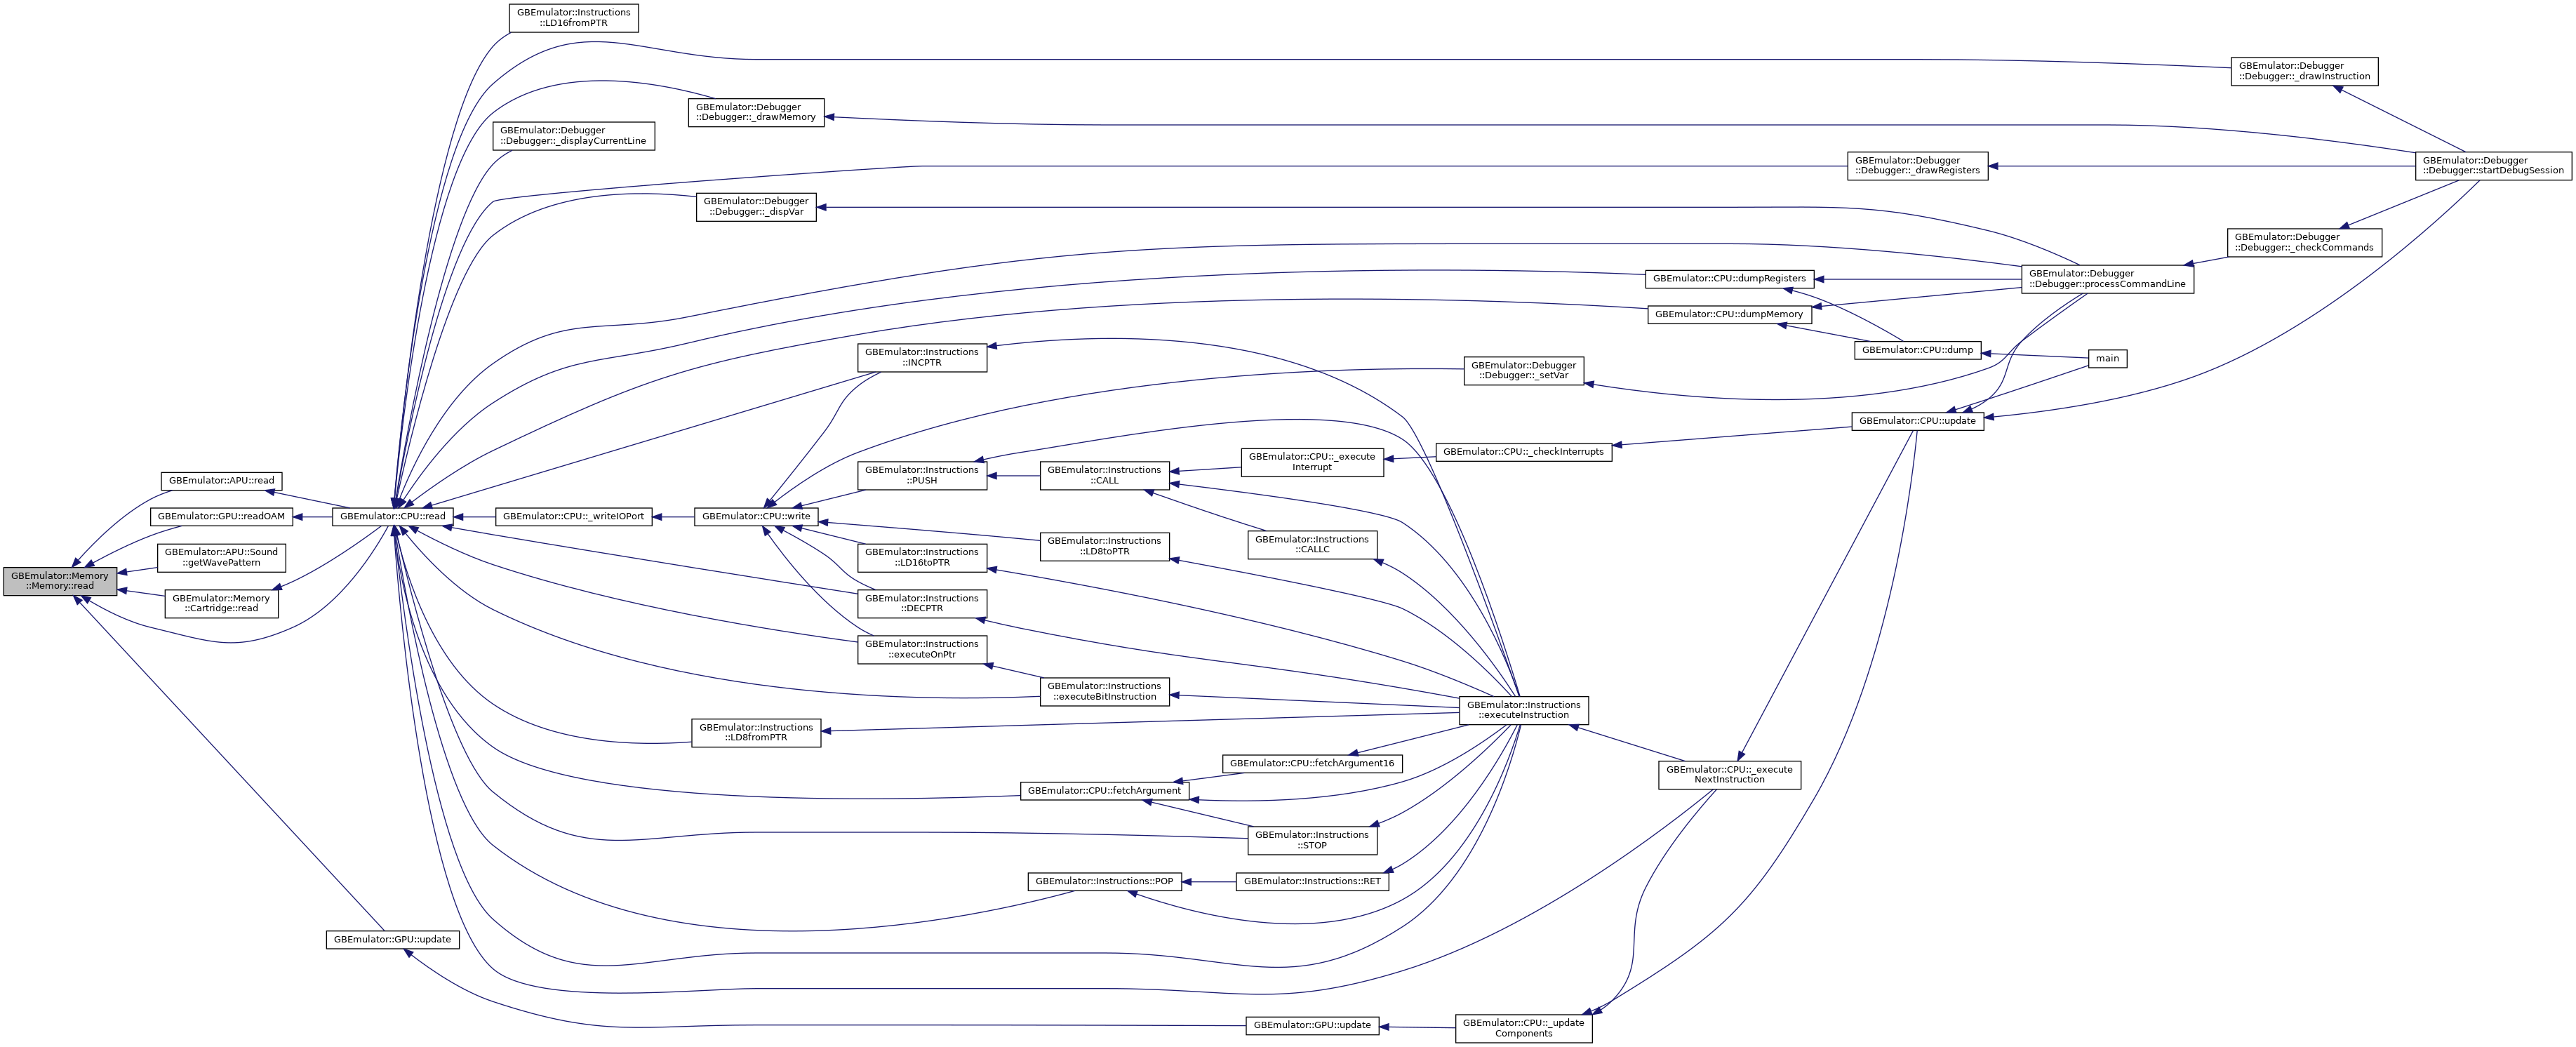 GBEmulator::Instructions
::LD16fromPTR
GBEmulator::Debugger
::Debugger::_drawInstruction
GBEmulator::Debugger
::Debugger::_drawMemory
GBEmulator::Debugger
::Debugger::_displayCurrentLine
GBEmulator::Debugger
::Debugger::_drawRegisters
GBEmulator::Debugger
::Debugger::startDebugSession
GBEmulator::Debugger
::Debugger::_dispVar
GBEmulator::Debugger
::Debugger::_checkCommands
GBEmulator::CPU::dumpRegisters
GBEmulator::Debugger
::Debugger::processCommandLine
GBEmulator::CPU::dumpMemory
GBEmulator::CPU::dump
main
GBEmulator::Instructions
::INCPTR
GBEmulator::Debugger
::Debugger::_setVar
GBEmulator::CPU::update
GBEmulator::CPU::_checkInterrupts
GBEmulator::CPU::_execute
Interrupt
GBEmulator::Instructions
::CALL
GBEmulator::Instructions
::PUSH
GBEmulator::APU::read
GBEmulator::GPU::readOAM
GBEmulator::CPU::read
GBEmulator::CPU::_writeIOPort
GBEmulator::CPU::write
GBEmulator::Instructions
::LD8toPTR
GBEmulator::Instructions
::CALLC
GBEmulator::APU::Sound
::getWavePattern
GBEmulator::Instructions
::LD16toPTR
GBEmulator::Memory
::Memory::read
GBEmulator::Memory
::Cartridge::read
GBEmulator::Instructions
::DECPTR
GBEmulator::Instructions
::executeOnPtr
GBEmulator::Instructions
::executeBitInstruction
GBEmulator::Instructions
::executeInstruction
GBEmulator::Instructions
::LD8fromPTR
GBEmulator::CPU::fetchArgument16
GBEmulator::CPU::_execute
NextInstruction
GBEmulator::CPU::fetchArgument
GBEmulator::Instructions
::STOP
GBEmulator::Instructions::POP
GBEmulator::Instructions::RET
GBEmulator::GPU::update
GBEmulator::GPU::update
GBEmulator::CPU::_update
Components